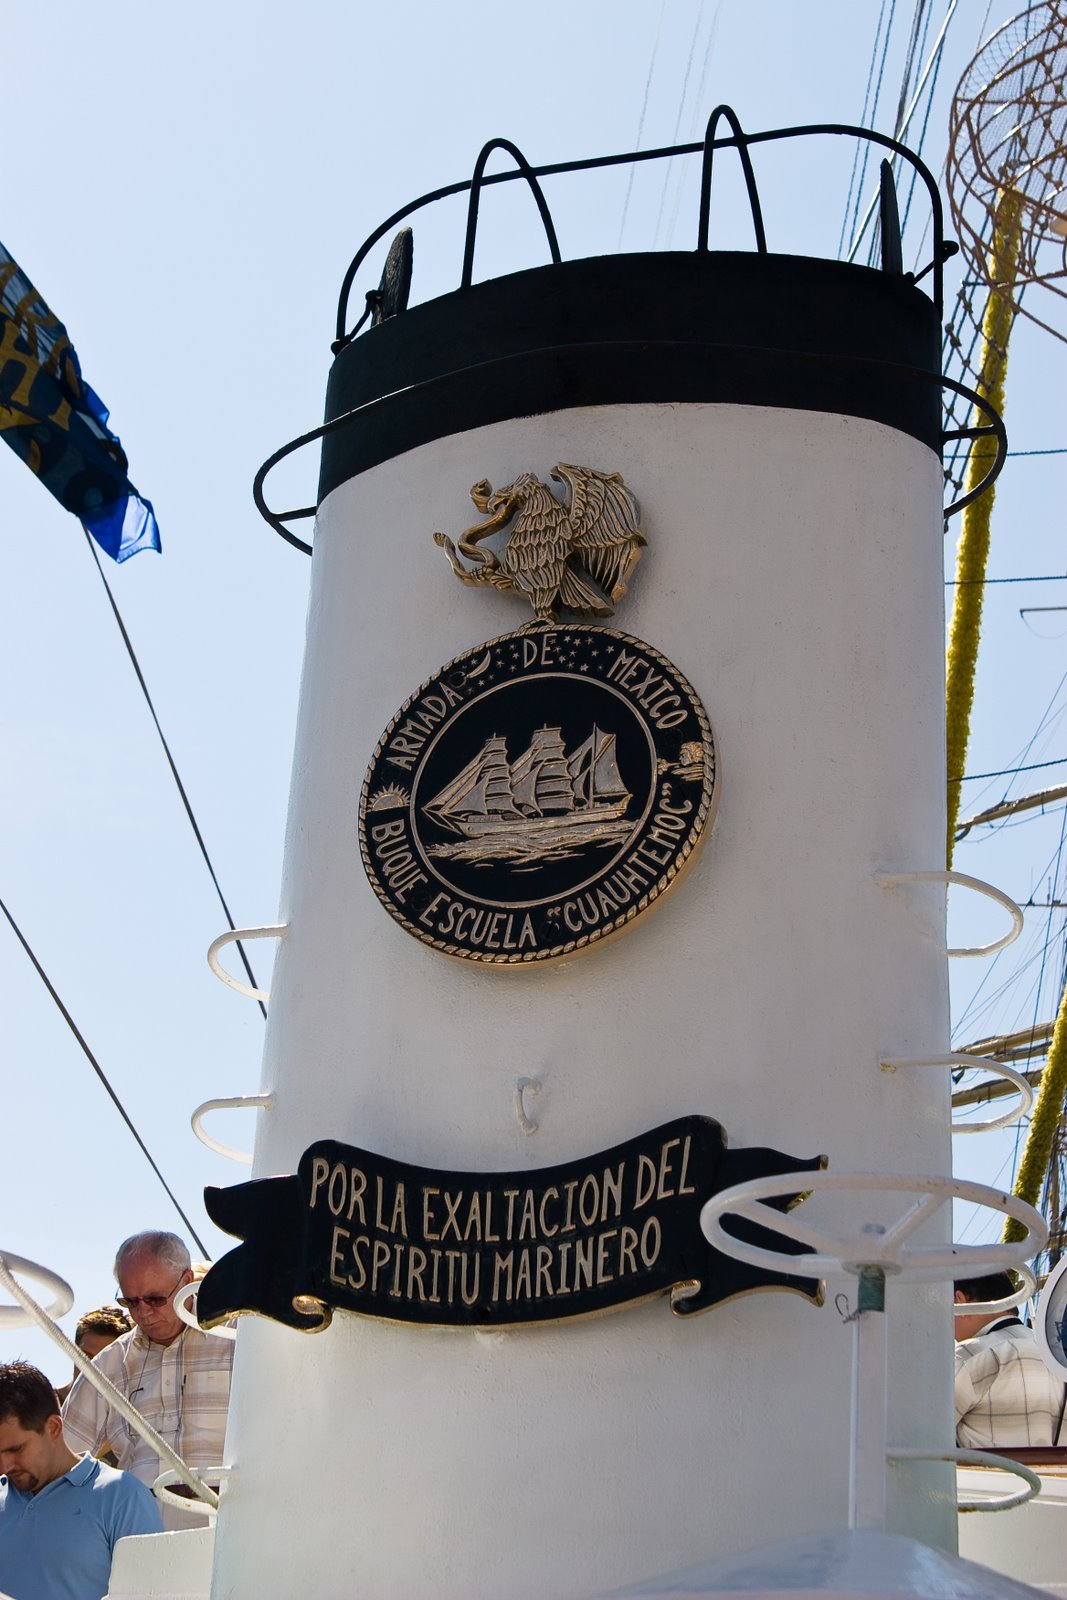 ARMADA DE MEXICO
BUQUE ESCUELA "CUAUHTEMOC"
POR LA EXALTACION DEL
ESPIRITU MARINERO